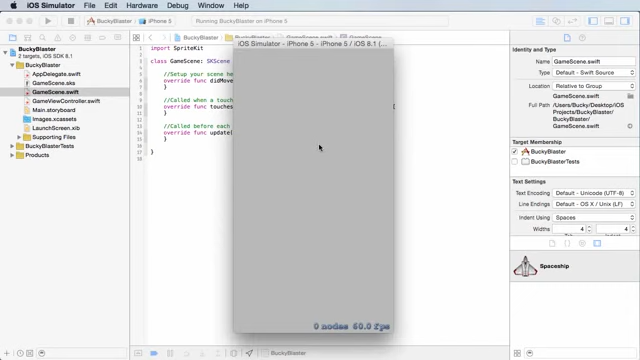 iOS Simulator File Edit Hardware Debug Window Help
BuckyBlaster iPhone 5 Running BuckyBlaster on iPhone 5
BuckyBlaster
2 targets, iOS SDK 8.1
BuckyBlaster
AppDelegate.swift
GameScene.sks
GameScene.swift
GameViewController.swift
Main.storyboard
Images.xcassets
LaunchScreen.xib
Supporting Files
BuckyBlasterTests
Products
import SpriteKit
class GameScene: SKScene
//Setup your scene he
override func didMove
}
//Called when a touch
override func touches
}
//Called before each
override func update(
}
}
iOS Simulator - iPhone 5 - iPhone 5 / iOS 8.1 (...
0 nodes 60.0 fps
BuckyBlaster
Identity and Type
Name GameScene.swift
Type Default - Swift Source
Location Relative to Group
GameScene.swift
Full Path /Users/Bucky/Desktop/iOS
Projects/BuckyBlaster/
BuckyBlaster/
GameScene.swift
Target Membership
BuckyBlaster
BuckyBlasterTests
Text Settings
Text Encoding Default - Unicode (UTF-8)
Line Endings Default - OS X / Unix (LF)
Indent Using Spaces
Widths 4 4
Spaceship